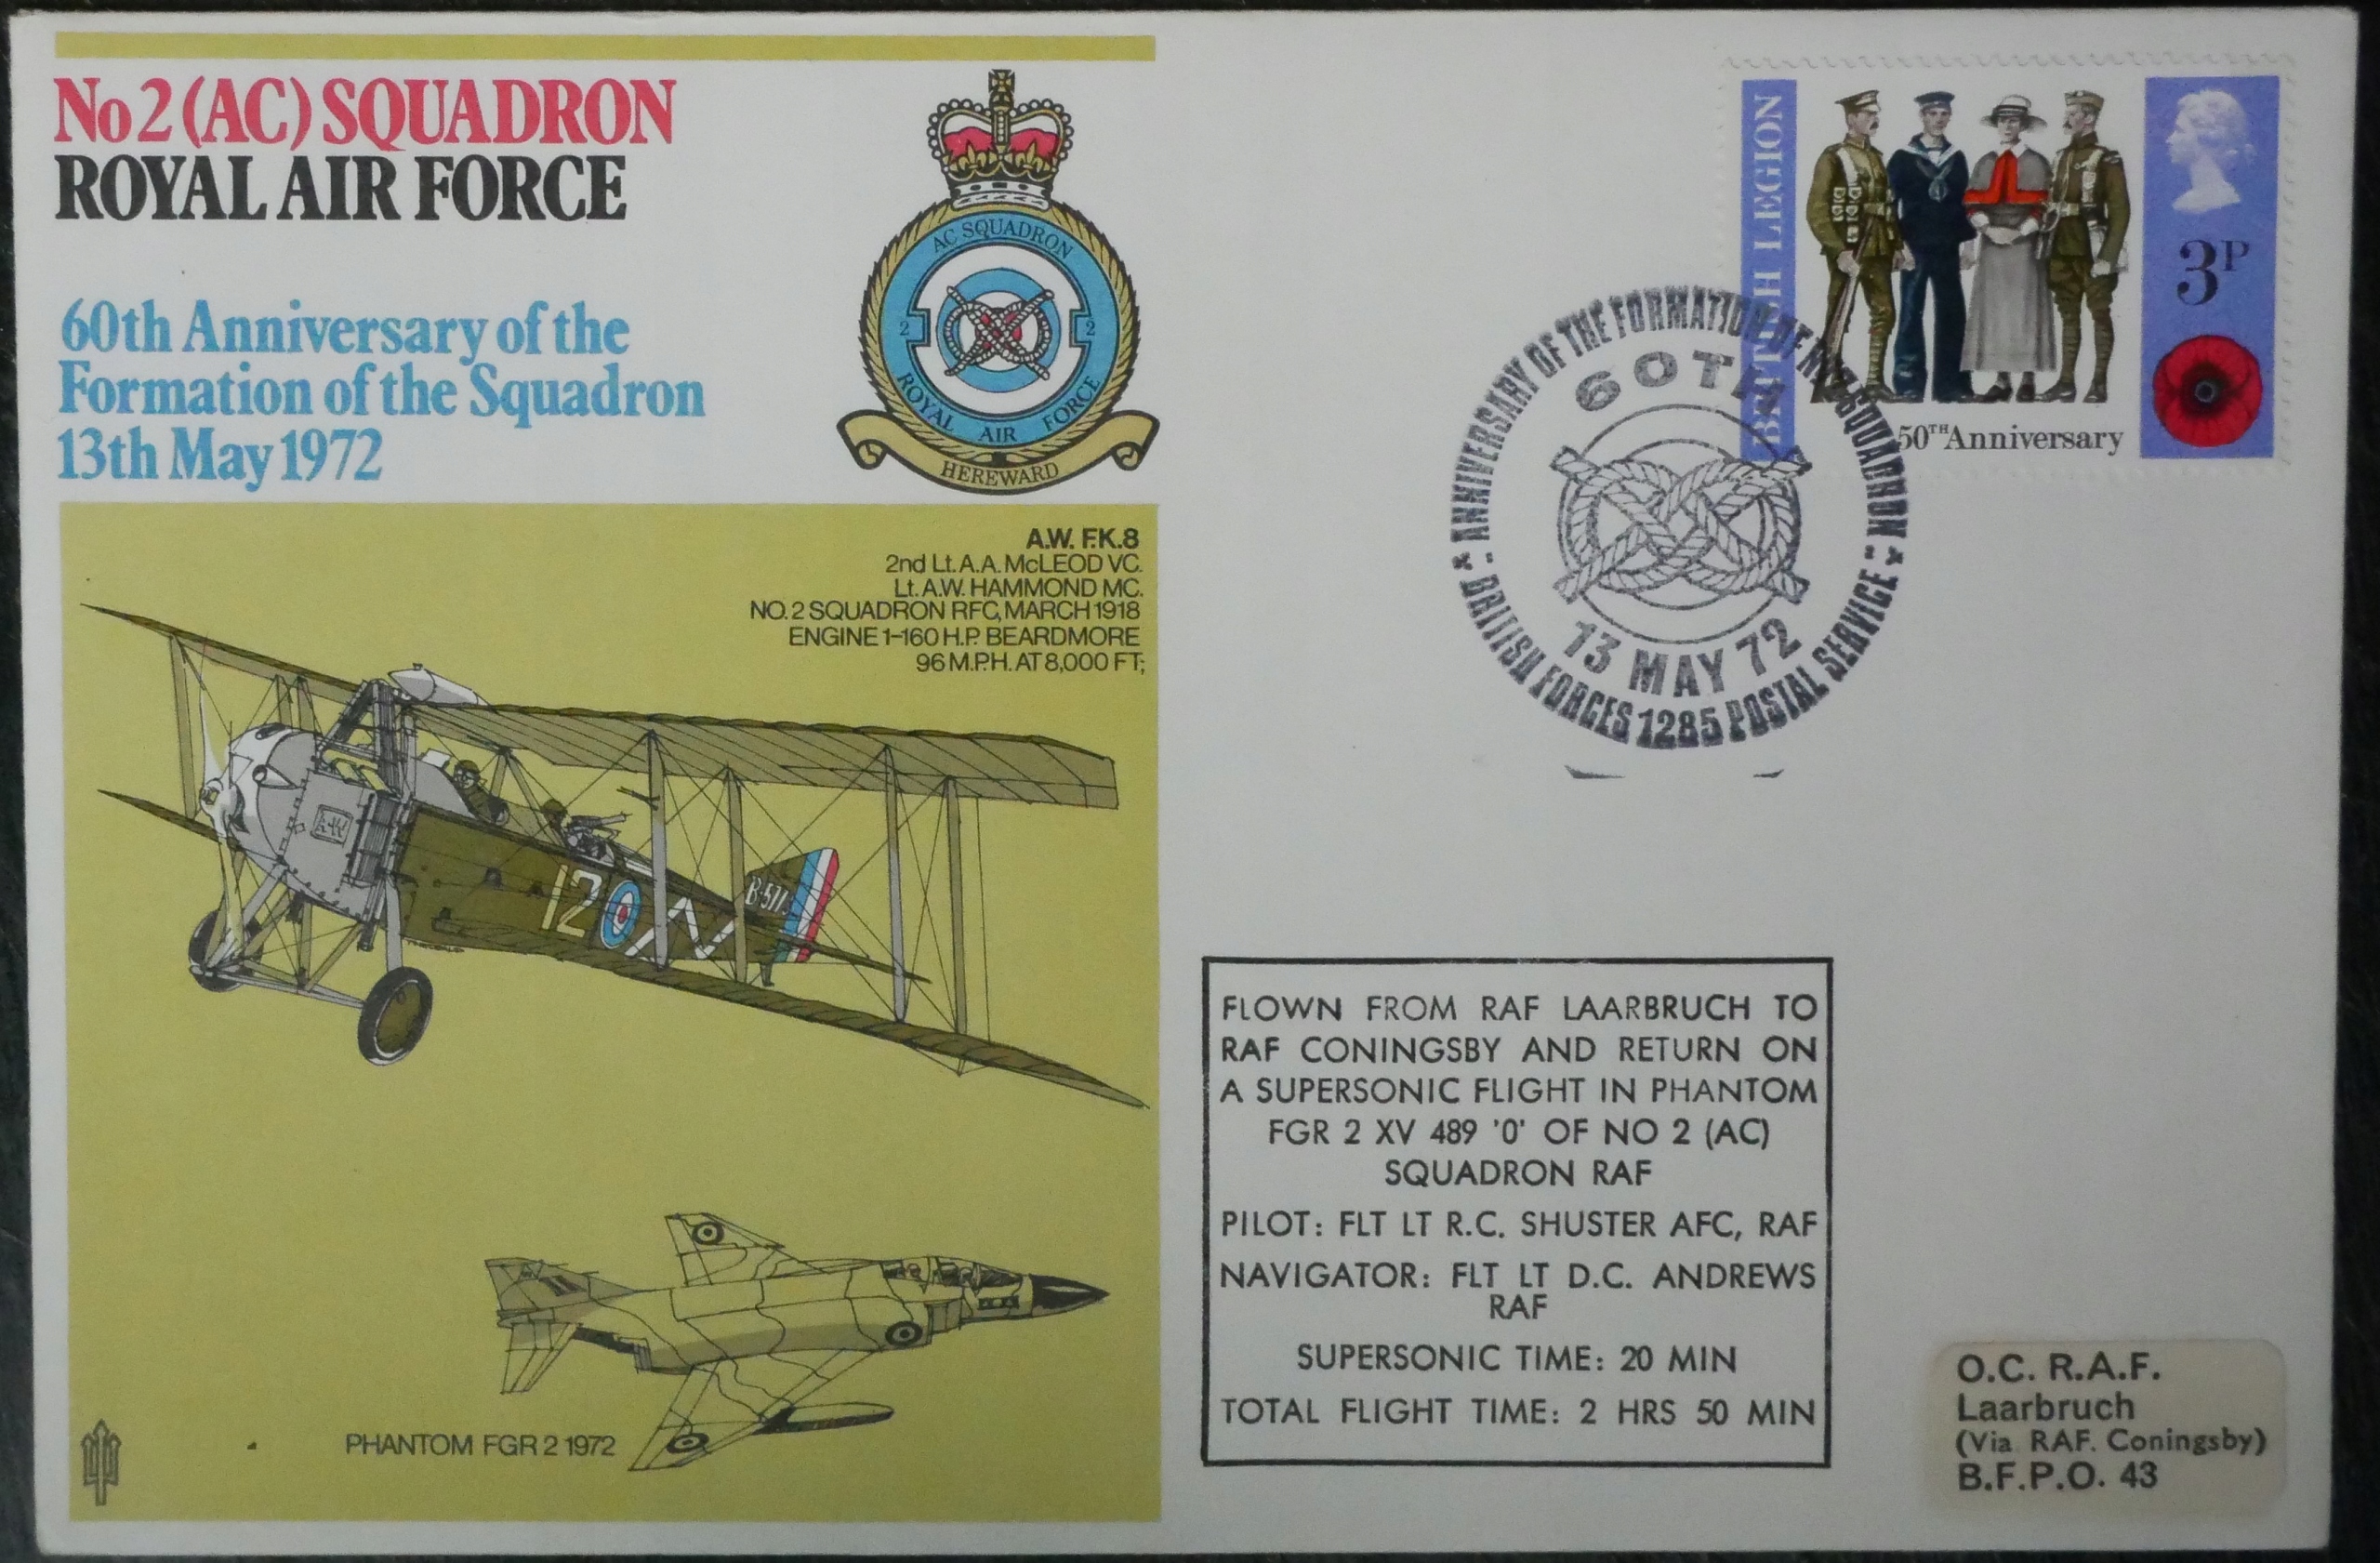 No 2 (AC) SQUADRON
ROYAL AIR FORCE
60th Anniversary of the
Formation of the Squadron
13th May 1972
AC SQUADRON
2 2
ROYAL AIR FORCE
HEREWARD
A.W. F.K.8
2nd Lt. A.A. McLEOD VC.
Lt. A.W. HAMMOND MC.
NO. 2 SQUADRON RFC, MARCH 1918
ENGINE 1-160 H.P. BEARDMORE
96 M.P.H. AT 8,000 FT;
A-W
12
PHANTOM FGR 2 1972
BRITISH LEGION
3P
50TH Anniversary
ANNIVERSARY OF THE FORMATION OF NO 2 SQUADRON
60TH
13 MAY 72
BRITISH FORCES 1285 POSTAL SERVICE
FLOWN FROM RAF LAARBRUCH TO
RAF CONINGSBY AND RETURN ON
A SUPERSONIC FLIGHT IN PHANTOM
FGR 2 XV 489 'O' OF NO 2 (AC)
SQUADRON RAF
PILOT: FLT LT R.C. SHUSTER AFC, RAF
NAVIGATOR: FLT LT D.C. ANDREWS
RAF
SUPERSONIC TIME: 20 MIN
TOTAL FLIGHT TIME: 2 HRS 50 MIN
O.C. R.A.F.
Laarbruch
(Via RAF. Coningsby)
B.F.P.O. 43